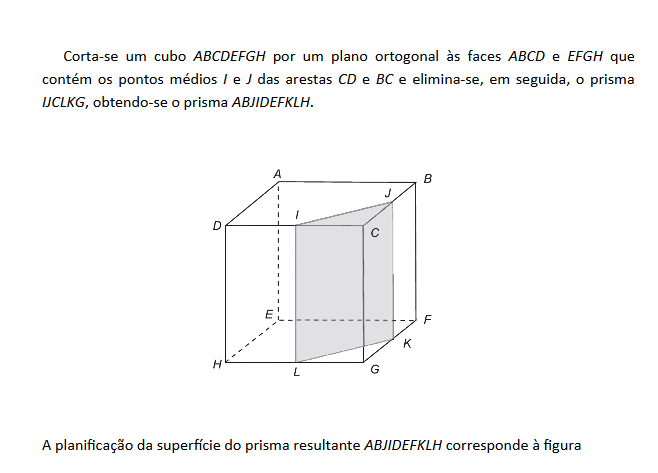 Corta-se um cubo ABCDEFGH por um plano ortogonal às faces ABCD e EFGH que
contém os pontos médios I e J das arestas CD e BC e elimina-se, em seguida, o prisma
IJCLKG, obtendo-se o prisma ABJIDEFKLH.
A
B
J
I
D
C
E
F
K
H
L
G
A planificação da superfície do prisma resultante ABJIDEFKLH corresponde à figura